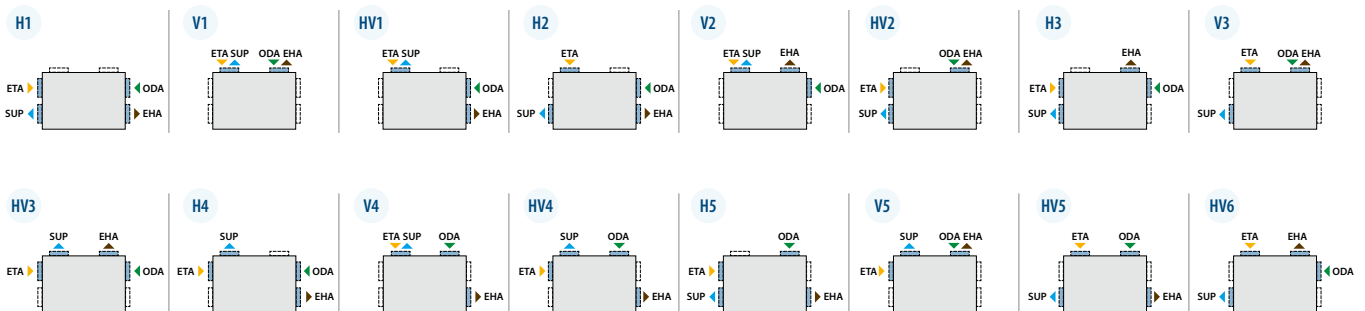 H1 V1 HV1 H2 V2 HV2 H3 V3
ETA SUP ODA EHA ETA SUP ETA ETA SUP EHA ODA EHA EHA ETA ODA EHA
ETA ODA ODA ODA ODA ETA ETA ODA
SUP EHA EHA SUP EHA SUP SUP SUP
HV3 H4 V4 HV4 H5 V5 HV5 HV6
SUP EHA SUP ETA SUP ODA SUP ODA ODA SUP ODA EHA ETA ODA ETA EHA
ETA ODA ETA ODA ETA ETA ETA ODA
EHA EHA EHA SUP EHA SUP EHA SUP